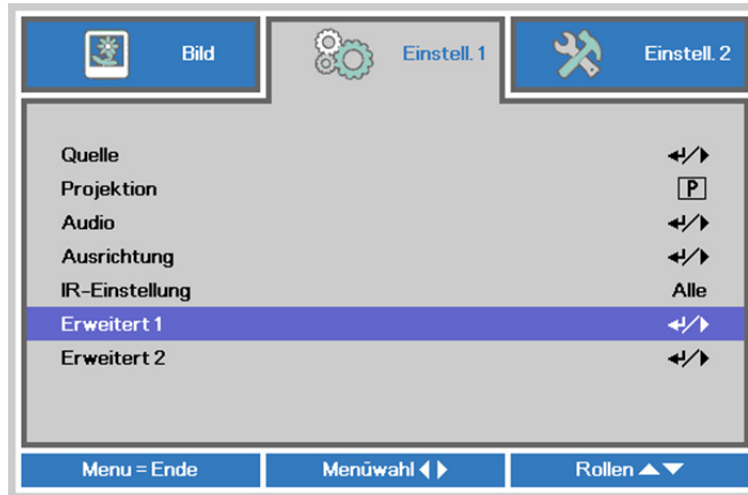 Bild
Einstell. 1
Einstell. 2
Quelle
Projektion P
Audio
Ausrichtung
IR-Einstellung Alle
Erweitert 1
Erweitert 2
Menu = Ende
Menüwahl
Rollen